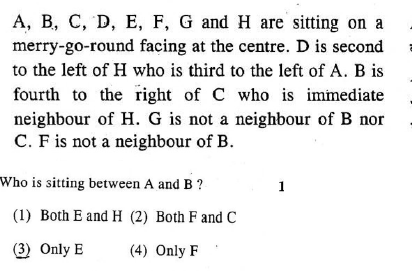 A, B, C, D, E, F, G and H are sitting on a
merry-go-round facing at the centre. D is second
to the left of H who is third to the left of A. B is
fourth to the right of C who is immediate
neighbour of H. G is not a neighbour of B nor
C. F is not a neighbour of B.
Who is sitting between A and B ? 1
(1) Both E and H (2) Both F and C
(3) Only E (4) Only F